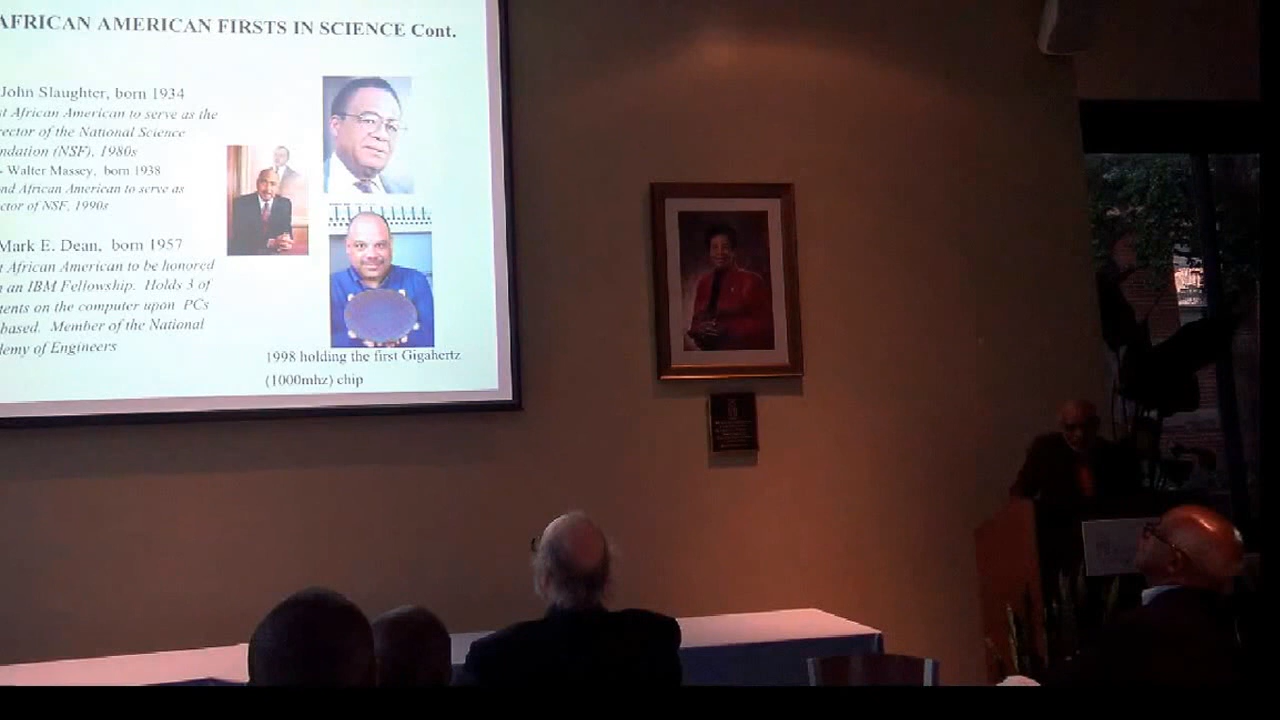 AFRICAN AMERICAN FIRSTS IN SCIENCE Cont.
John Slaughter, born 1934
st African American to serve as the
rector of the National Science
ndation (NSF), 1980s
- Walter Massey, born 1938
nd African American to serve as
ctor of NSF, 1990s
Mark E. Dean, born 1957
st African American to be honored
h an IBM Fellowship. Holds 3 of
tents on the computer upon PCs
based. Member of the National
demy of Engineers
1998 holding the first Gigahertz
(1000mhz) chip